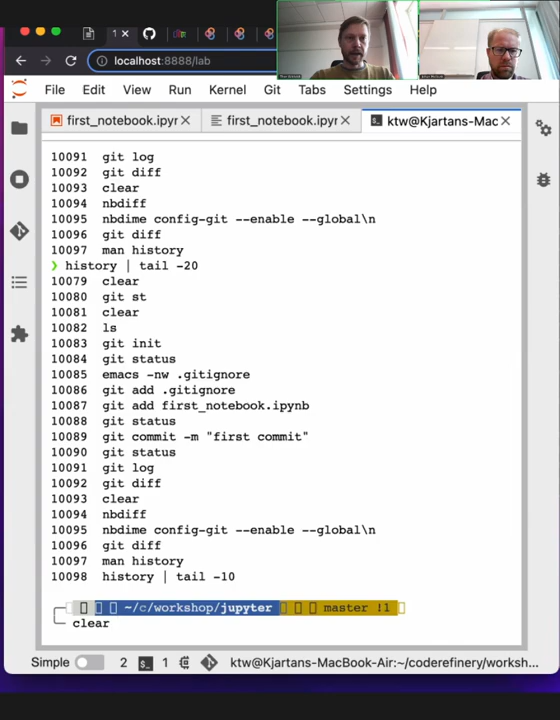 1
localhost:8888/lab
File Edit View Run Kernel Git Tabs Settings Help
first_notebook.ipynr first_notebook.ipynr ktw@Kjartans-Mac
10091 git log
10092 git diff
10093 clear
10094 nbdiff
10095 nbdime config-git --enable --global\n
10096 git diff
10097 man history
❯ history | tail -20
10079 clear
10080 git st
10081 clear
10082 ls
10083 git init
10084 git status
10085 emacs -nw .gitignore
10086 git add .gitignore
10087 git add first_notebook.ipynb
10088 git status
10089 git commit -m "first commit"
10090 git status
10091 git log
10092 git diff
10093 clear
10094 nbdiff
10095 nbdime config-git --enable --global\n
10096 git diff
10097 man history
10098 history | tail -10
~/c/workshop/jupyter master !1
clear
Simple 2 $_ 1 ktw@Kjartans-MacBook-Air:~/coderefinery/worksh...